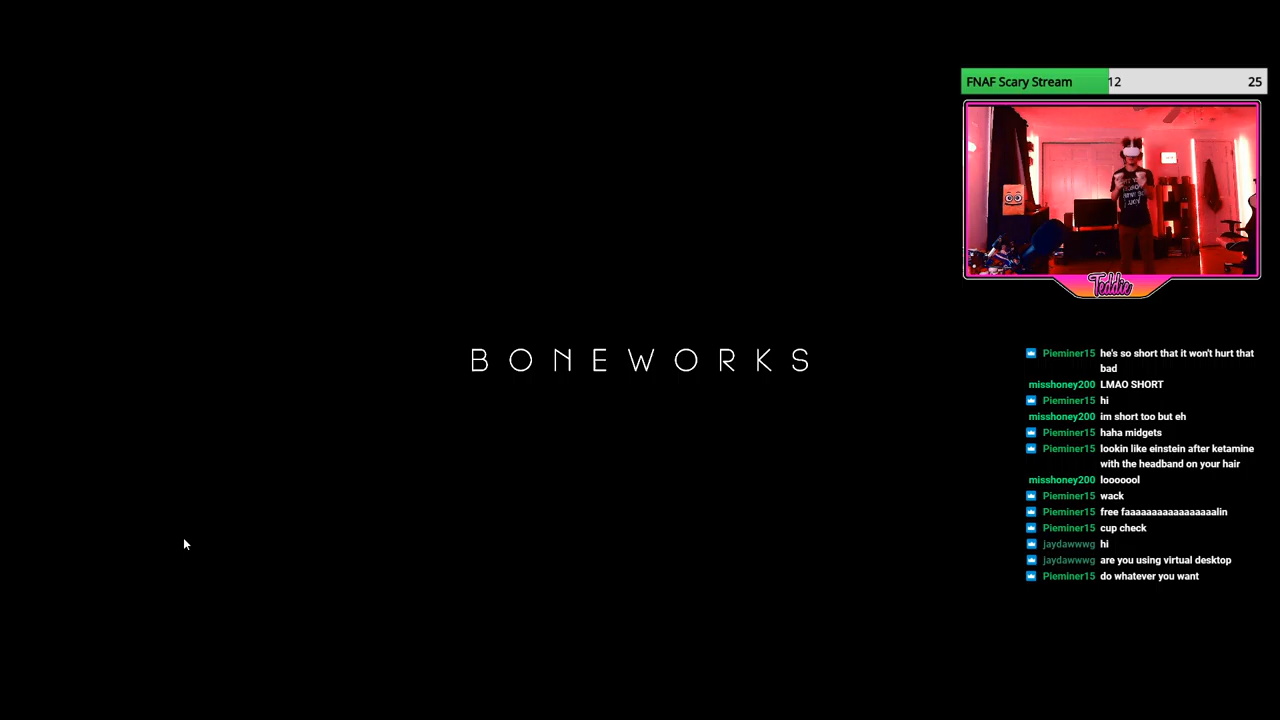 FNAF Scary Stream 12 25
Teddie
BONEWORKS
Pieminer15 he's so short that it won't hurt that
bad
misshoney200 LMAO SHORT
Pieminer15 hi
misshoney200 im short too but eh
Pieminer15 haha midgets
Pieminer15 lookin like einstein after ketamine
with the headband on your hair
misshoney200 looooool
Pieminer15 wack
Pieminer15 free faaaaaaaaaaaaaaaaalin
Pieminer15 cup check
jaydawwwg hi
jaydawwwg are you using virtual desktop
Pieminer15 do whatever you want